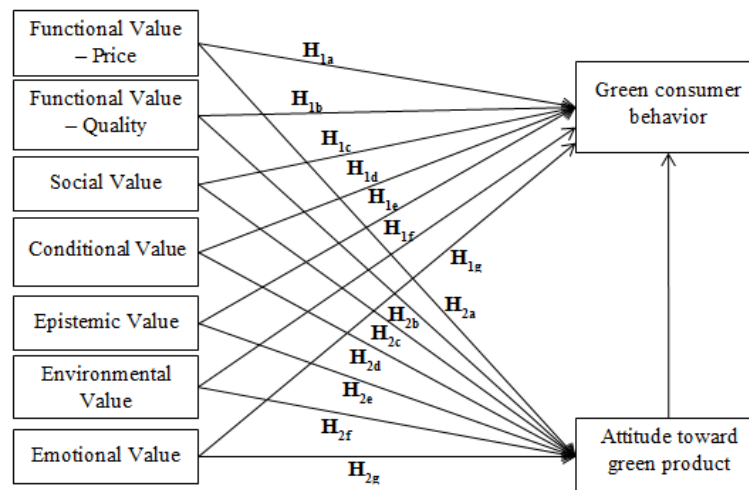 Functional Value
– Price
Functional Value
– Quality
Social Value
Conditional Value
Epistemic Value
Environmental
Value
Emotional Value
H1a
H1b
H1c
H1d
H1e
H1f
H1g
H2a
H2b
H2c
H2d
H2e
H2f
H2g
Green consumer
behavior
Attitude toward
green product